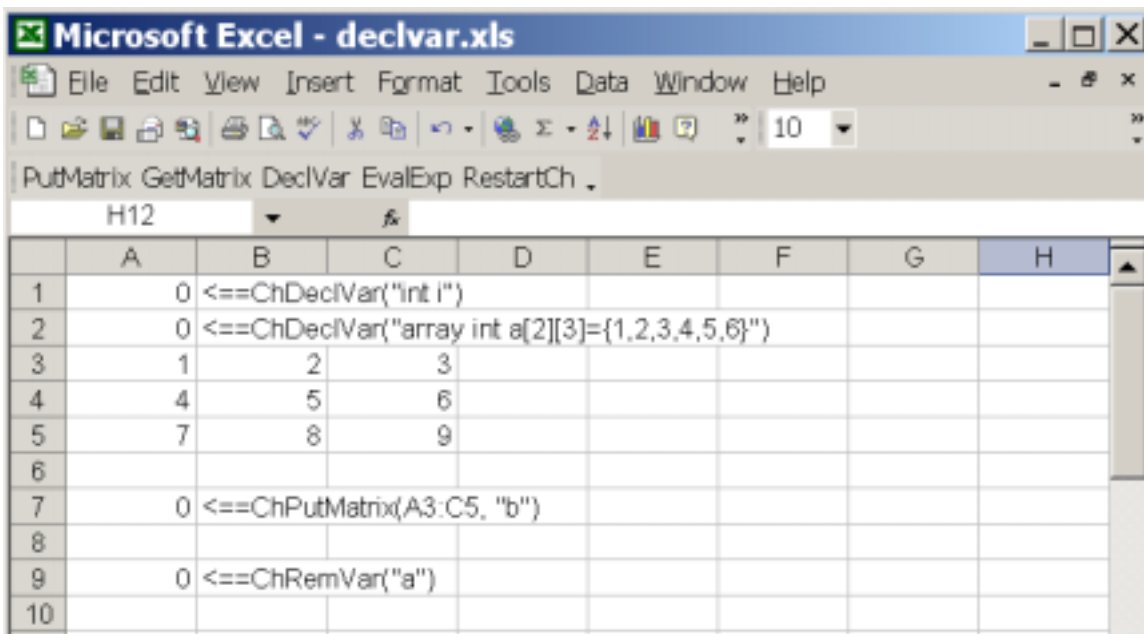 Microsoft Excel - declvar.xls
File Edit View Insert Format Tools Data Window Help
10
PutMatrix GetMatrix DeclVar EvalExp RestartCh
H12 fx
A B C D E F G H
1 0 <==ChDeclVar("int i")
2 0 <==ChDeclVar("array int a[2][3]={1,2,3,4,5,6}")
3 1 2 3
4 4 5 6
5 7 8 9
6
7 0 <==ChPutMatrix(A3:C5, "b")
8
9 0 <==ChRemVar("a")
10